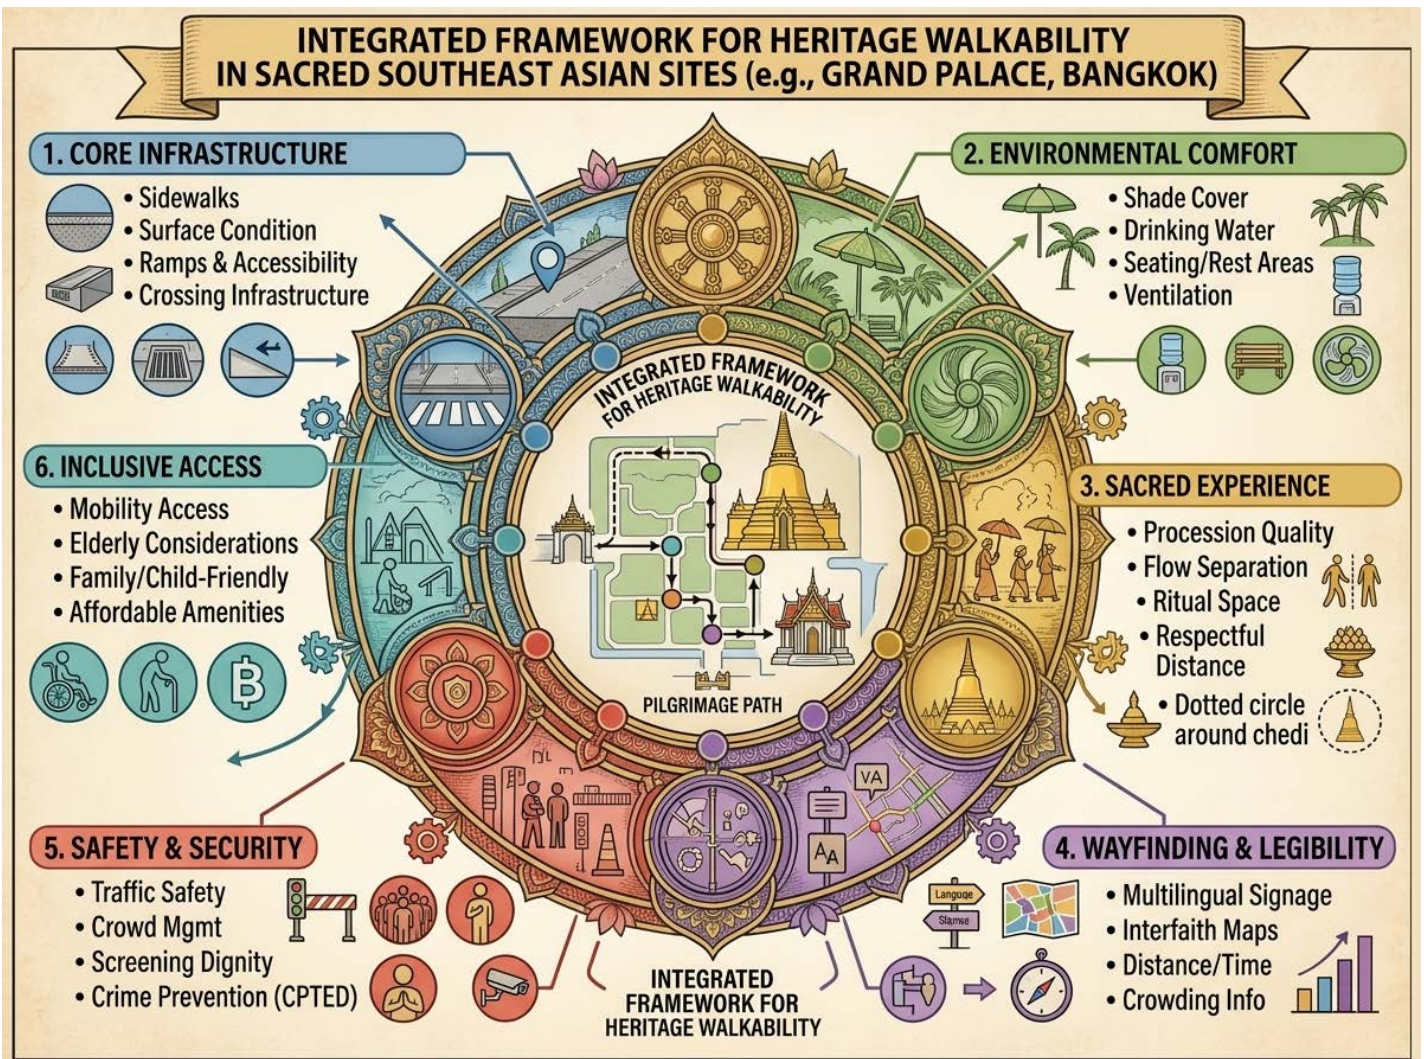 INTEGRATED FRAMEWORK FOR HERITAGE WALKABILITY
IN SACRED SOUTHEAST ASIAN SITES (e.g., GRAND PALACE, BANGKOK)
1. CORE INFRASTRUCTURE
• Sidewalks
• Surface Condition
• Ramps & Accessibility
• Crossing Infrastructure
2. ENVIRONMENTAL COMFORT
• Shade Cover
• Drinking Water
• Seating/Rest Areas
• Ventilation
INTEGRATED FRAMEWORK
FOR HERITAGE WALKABILITY
PILGRIMAGE PATH
6. INCLUSIVE ACCESS
• Mobility Access
• Elderly Considerations
• Family/Child-Friendly
• Affordable Amenities
฿
3. SACRED EXPERIENCE
• Procession Quality
• Flow Separation
• Ritual Space
• Respectful
Distance
• Dotted circle
around chedi
5. SAFETY & SECURITY
• Traffic Safety
• Crowd Mgmt
• Screening Dignity
• Crime Prevention (CPTED)
VA
AA
INTEGRATED
FRAMEWORK FOR
HERITAGE WALKABILITY
4. WAYFINDING & LEGIBILITY
Languoge
Slamse
• Multilingual Signage
• Interfaith Maps
• Distance/Time
• Crowding Info